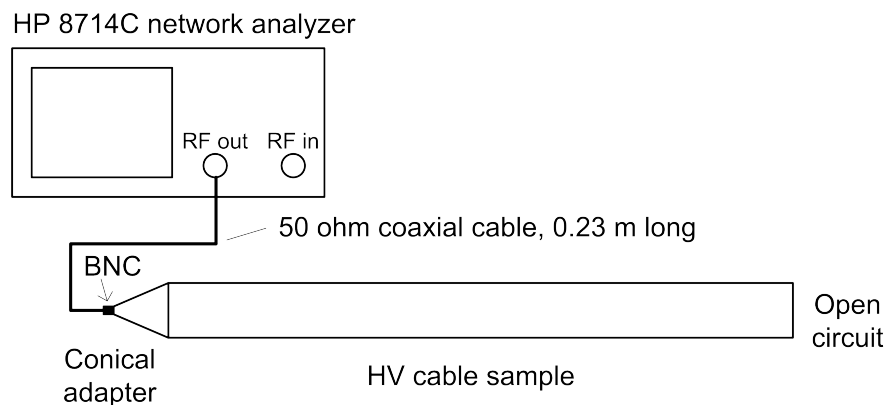 HP 8714C network analyzer
RF out
RF in
50 ohm coaxial cable, 0.23 m long
BNC
Conical
adapter
HV cable sample
Open
circuit